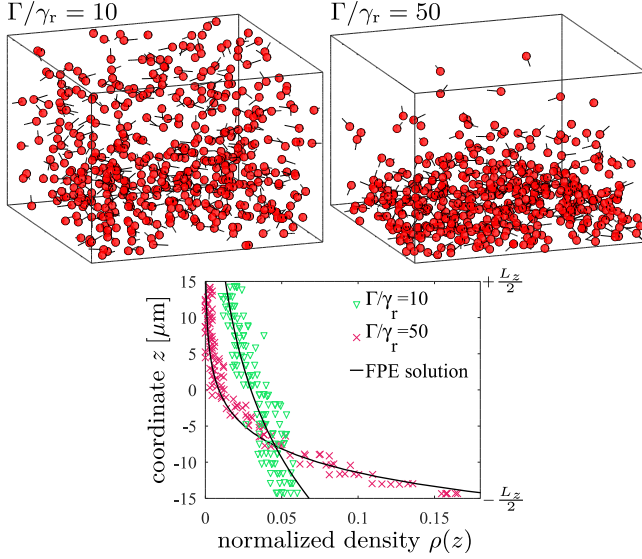 Γ/γr = 10
Γ/γr = 50
coordinate z [μm]
15
10
5
0
-5
-10
-15
Γ/γr=10
Γ/γr=50
FPE solution
+ Lz/2
- Lz/2
0
0.05
0.1
0.15
normalized density ρ(z)